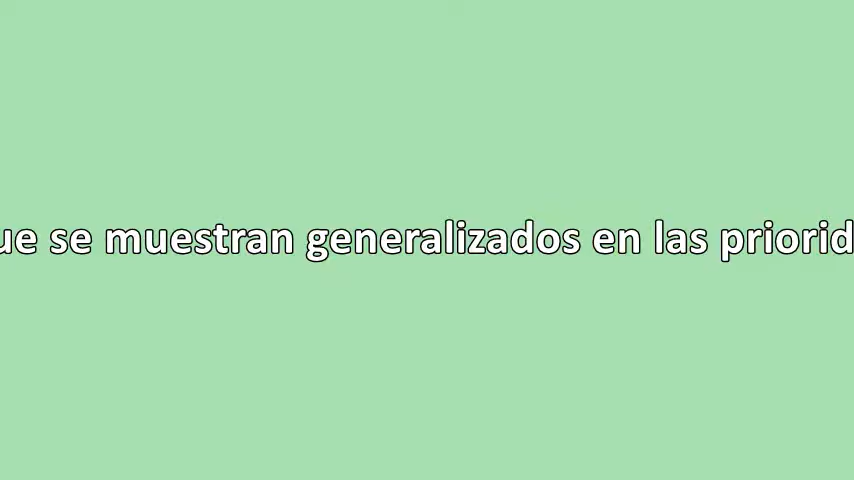 ue se muestran generalizados en las priorid